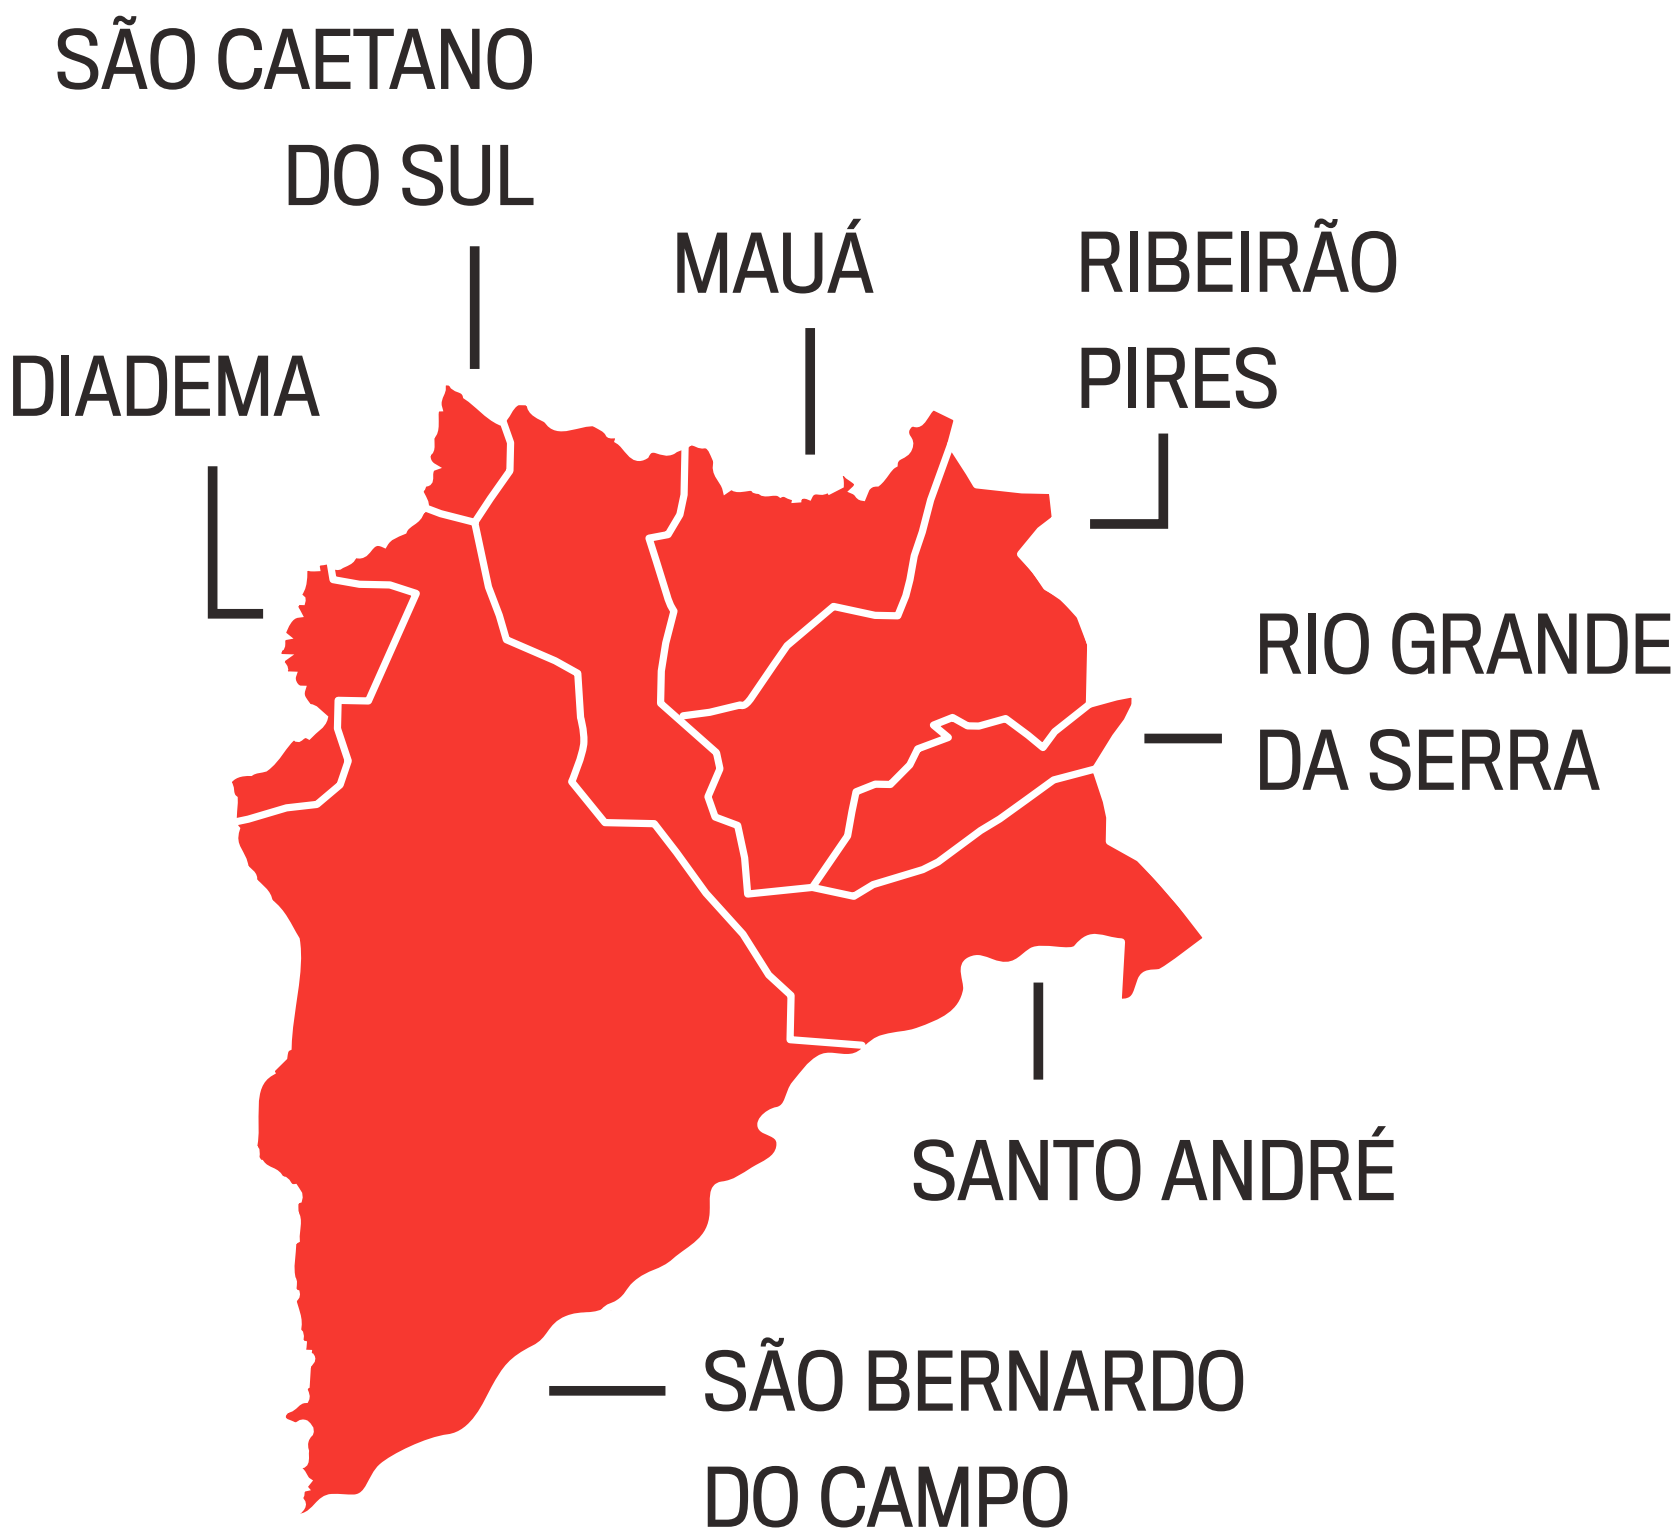 SÃO CAETANO
DO SUL
MAUÁ
RIBEIRÃO
PIRES
DIADEMA
RIO GRANDE
DA SERRA
SANTO ANDRÉ
SÃO BERNARDO
DO CAMPO